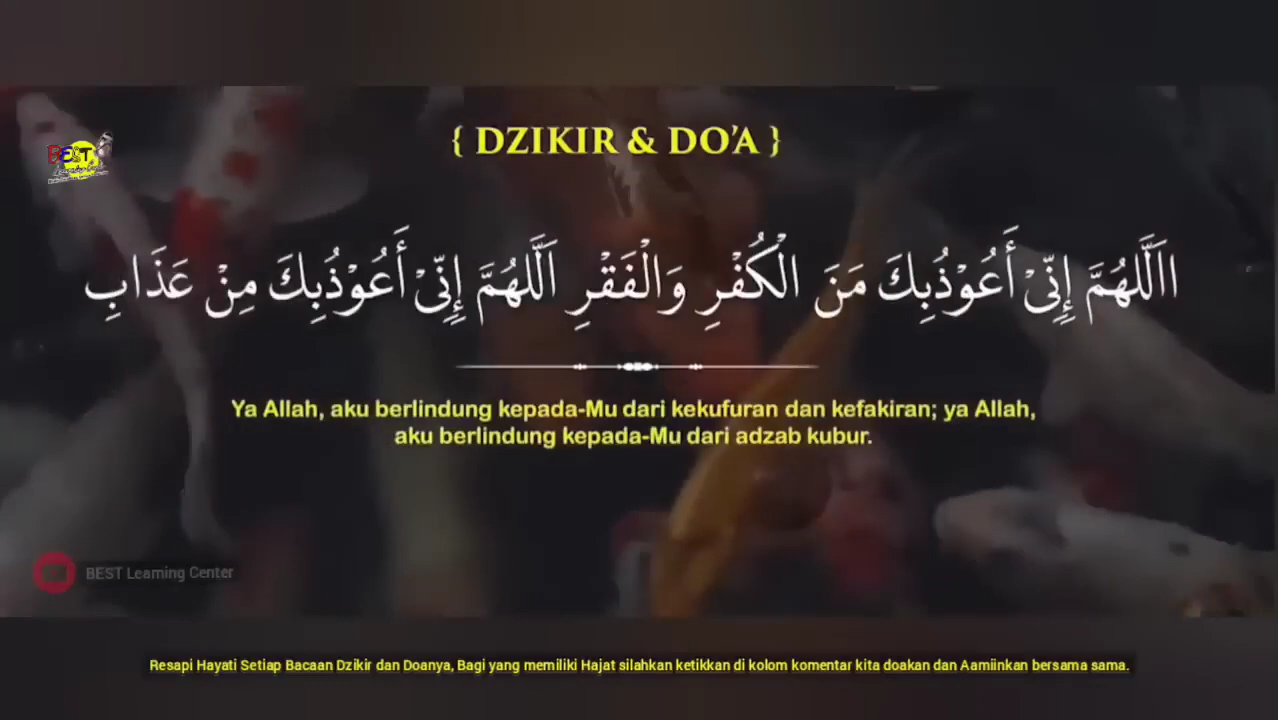 BEST
{ DZIKIR & DO'A }
االَلَّهُمَّ إِنِّىْ أَعُوْذُبِكَ مَنَ الْكُفْرِ وَالْفَقْرِ اَللَّهُمَّ إِنِّىْ أَعُوْذُبِكَ مِنْ عَذَابِ
Ya Allah, aku berlindung kepada-Mu dari kekufuran dan kefakiran; ya Allah,
aku berlindung kepada-Mu dari adzab kubur.
BEST Learning Center
Resapi Hayati Setiap Bacaan Dzikir dan Doanya, Bagi yang memiliki Hajat silahkan ketikkan di kolom komentar kita doakan dan Aamiinkan bersama sama.